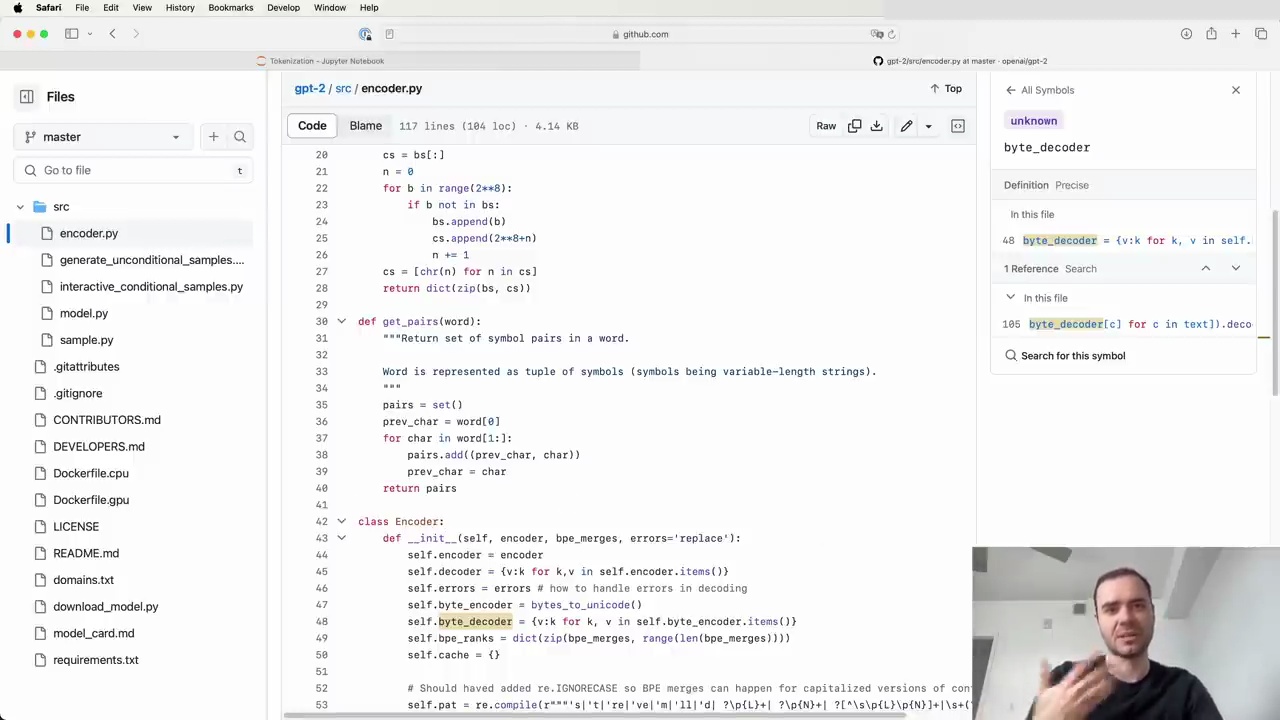 Safari File Edit View History Bookmarks Develop Window Help
github.com
Tokenization - Jupyter Notebook
gpt-2/src/encoder.py at master · openai/gpt-2
Files
master
Go to file
t
src
encoder.py
generate_unconditional_samples....
interactive_conditional_samples.py
model.py
sample.py
.gitattributes
.gitignore
CONTRIBUTORS.md
DEVELOPERS.md
Dockerfile.cpu
Dockerfile.gpu
LICENSE
README.md
domains.txt
download_model.py
model_card.md
requirements.txt
gpt-2 / src / encoder.py
Top
Code Blame 117 lines (104 loc) · 4.14 KB
Raw
20 cs = bs[:]
21 n = 0
22 for b in range(2**8):
23 if b not in bs:
24 bs.append(b)
25 cs.append(2**8+n)
26 n += 1
27 cs = [chr(n) for n in cs]
28 return dict(zip(bs, cs))
29
30 def get_pairs(word):
31 """Return set of symbol pairs in a word.
32
33 Word is represented as tuple of symbols (symbols being variable-length strings).
34 """
35 pairs = set()
36 prev_char = word[0]
37 for char in word[1:]:
38 pairs.add((prev_char, char))
39 prev_char = char
40 return pairs
41
42 class Encoder:
43 def __init__(self, encoder, bpe_merges, errors='replace'):
44 self.encoder = encoder
45 self.decoder = {v:k for k,v in self.encoder.items()}
46 self.errors = errors # how to handle errors in decoding
47 self.byte_encoder = bytes_to_unicode()
48 self.byte_decoder = {v:k for k, v in self.byte_encoder.items()}
49 self.bpe_ranks = dict(zip(bpe_merges, range(len(bpe_merges))))
50 self.cache = {}
51
52 # Should haved added re.IGNORECASE so BPE merges can happen for capitalized versions of con
53 self.pat = re.compile(r"""'s|'t|'re|'ve|'m|'ll|'d| ?\p{L}+| ?\p{N}+| ?[^\s\p{L}\p{N}]+|\s+(
All Symbols
unknown
byte_decoder
Definition Precise
In this file
48 byte_decoder = {v:k for k, v in self.
1 Reference Search
In this file
105 byte_decoder[c] for c in text]).deco
Search for this symbol